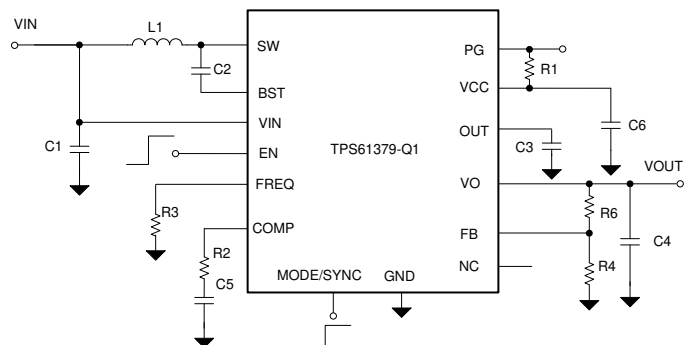 VIN
L1
SW
C2
BST
VIN
C1
EN
FREQ
R3
COMP
R2
C5
TPS61379-Q1
MODE/SYNC
GND
PG
R1
VCC
C6
OUT
C3
VOUT
VO
R6
C4
FB
R4
NC